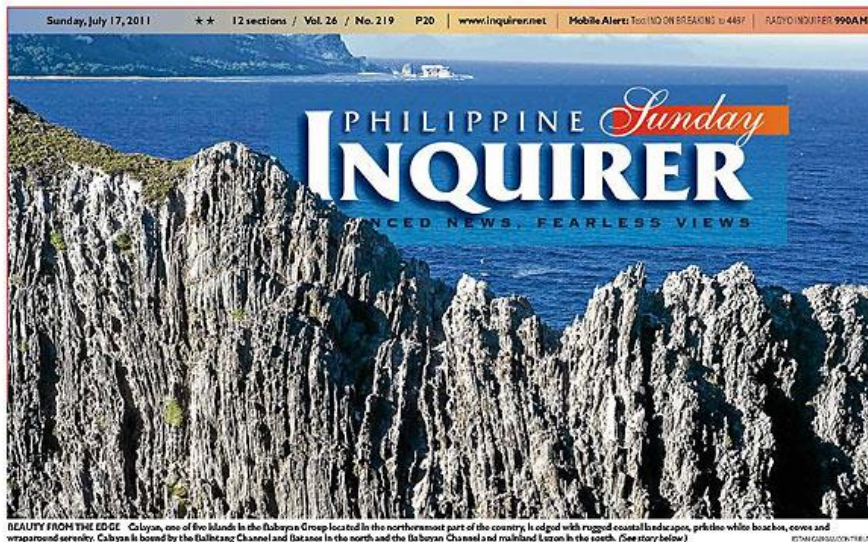 Sunday, July 17, 2011 ★★ 12 sections / Vol. 26 / No. 219 P20 www.inquirer.net Mobile Alert: Text INQ ON BREAKING to 4467 RADYO INQUIRER 990AM
PHILIPPINE Sunday
INQUIRER
NCED NEWS, FEARLESS VIEWS
BEAUTY FROM THE EDGE Calayan, one of five islands in the Babuyan Group located in the northernmost part of the country, is edged with rugged coastal landscapes, pristine white beaches, coves and
wraparound serenity. Calayan is bound by the Balintang Channel and Batanes in the north and the Babuyan Channel and mainland Luzon in the south. (See story below)